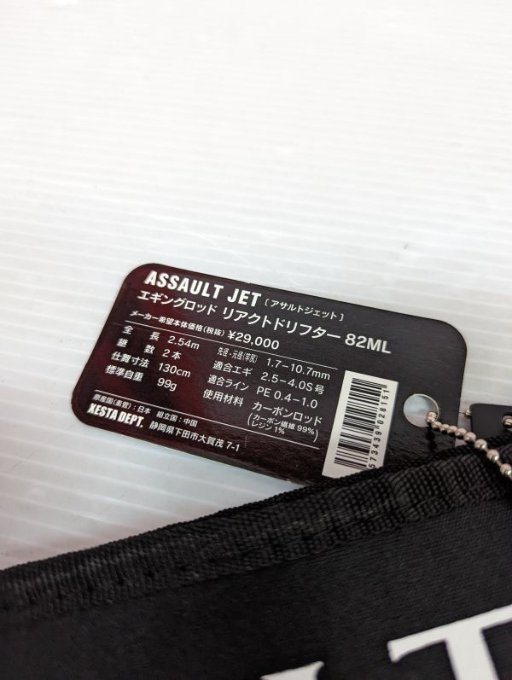 ASSAULT JET [アサルトジェット]
エギングロッド リアクトドリフター 82ML
メーカー希望本体価格(税抜) ¥29,000
全長 2.54m 先径・元径(竿数) 1.7-10.7mm
継数 2本 適合エギ 2.5-4.0S号
仕舞寸法 130cm 適合ライン PE 0.4-1.0
標準自重 99g 使用材料 カーボンロッド
(カーボン繊維 99%
レジン 1%)
原産国(素管):日本 組立国:中国
XESTA DEPT. 静岡県下田市大賀茂 7-1
573439 028151